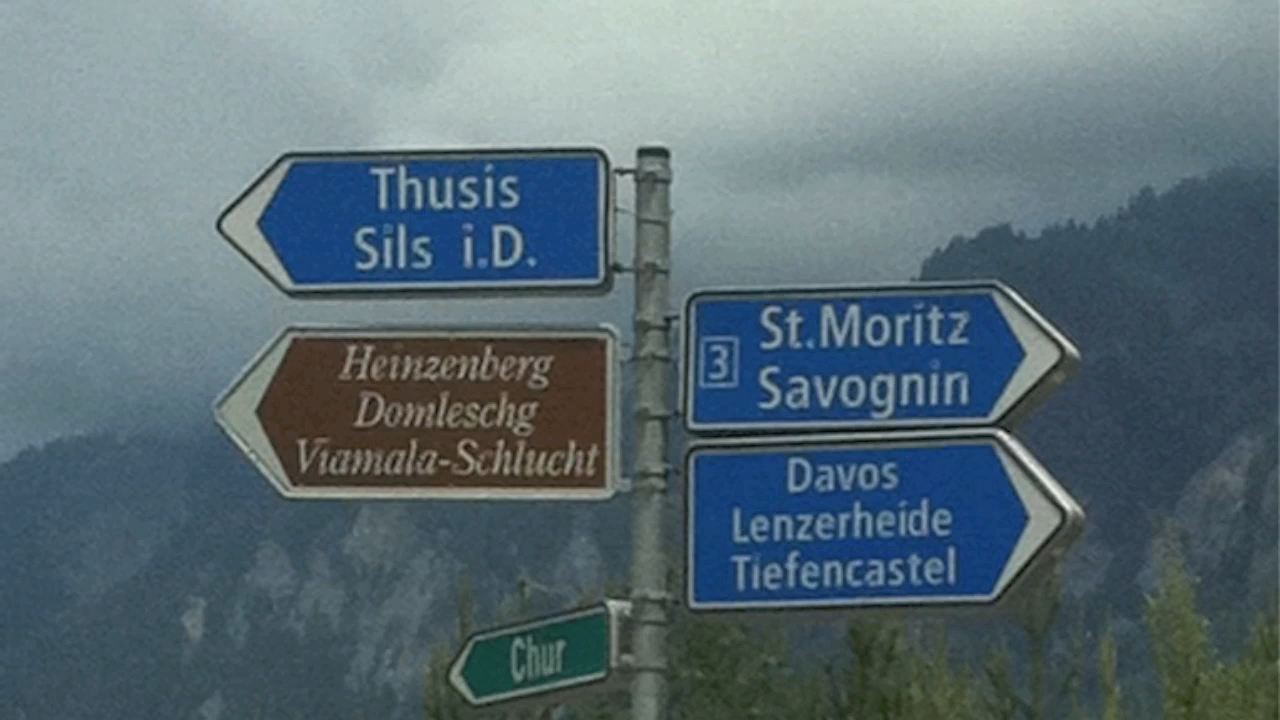 Thusis
Sils i.D.
Heinzenberg
Domleschg
Viamala-Schlucht
Chur
3 St.Moritz
Savognin
Davos
Lenzerheide
Tiefencastel